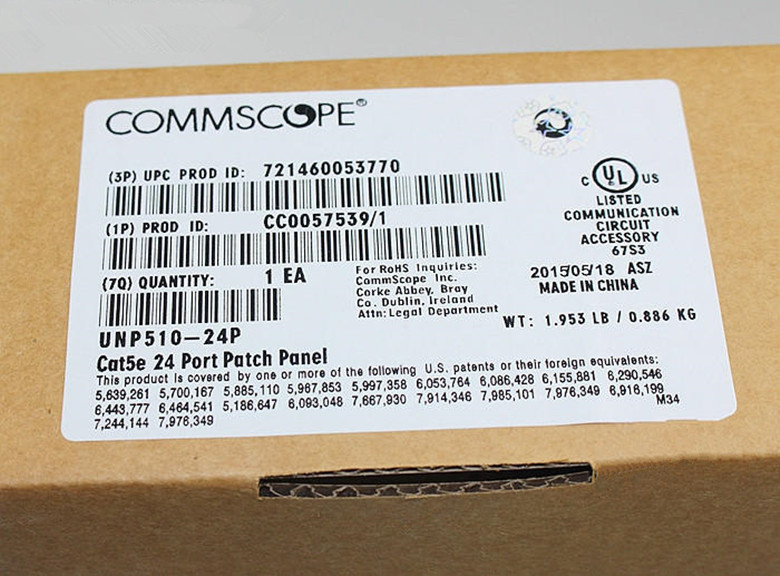 COMMSCOPE®
(3P) UPC PROD ID: 721460053770
(1P) PROD ID: CC0057539/1
(7Q) QUANTITY: 1 EA
For RoHS Inquiries:
CommScope Inc.
Corke Abbey, Bray
Co. Dublin, Ireland
Attn: Legal Department
C UL US
LISTED
COMMUNICATION
CIRCUIT
ACCESSORY
67S3
2015/05/18 ASZ
MADE IN CHINA
WT: 1.953 LB / 0.886 KG
UNP510-24P
Cat5e 24 Port Patch Panel
This product is covered by one or more of the following U.S. patents or their foreign equivalents:
5,639,261 5,700,167 5,885,110 5,967,853 5,997,358 6,053,764 6,086,428 6,155,881 6,290,546
6,443,777 6,464,541 5,186,647 6,093,048 7,667,930 7,914,346 7,985,101 7,976,349 6,916,199
7,244,144 7,976,349
M34